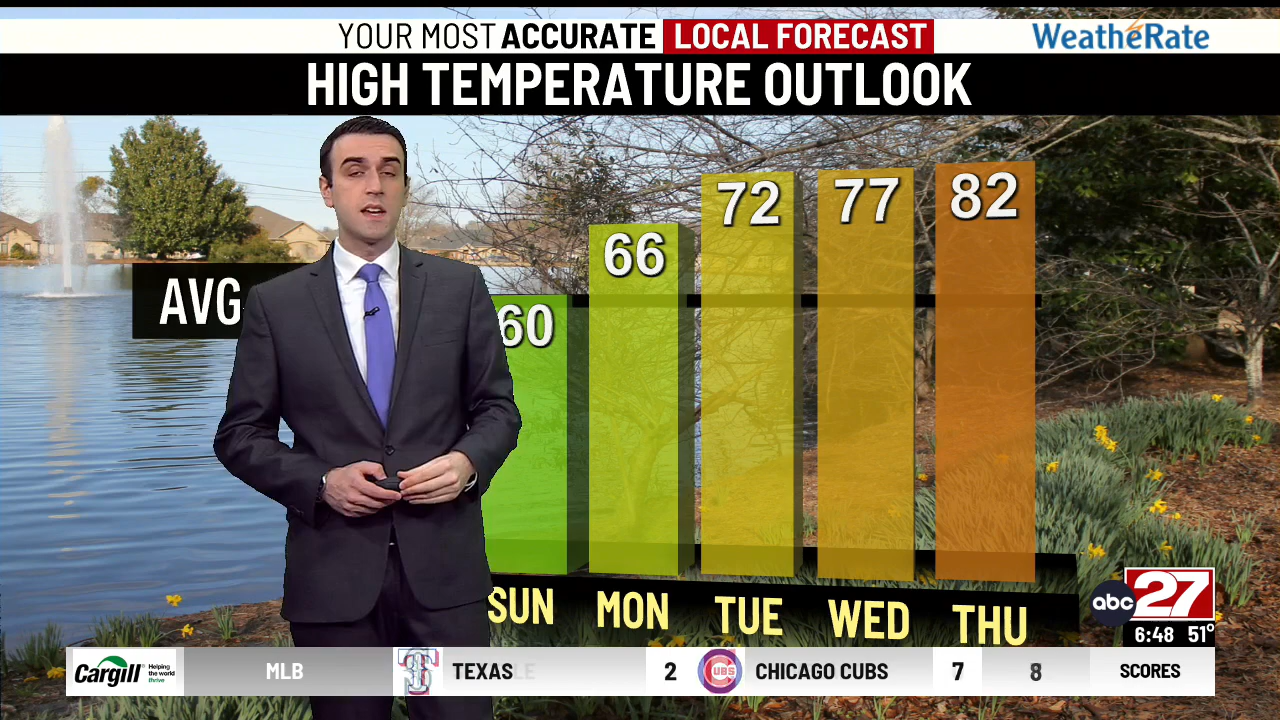 YOUR MOST ACCURATE LOCAL FORECAST
WeatheRate
HIGH TEMPERATURE OUTLOOK
AVG
60
66
72
77
82
SUN MON TUE WED THU
abc 27
6:48 51°
Cargill Helping the world thrive
MLB TEXAS 2 CUBS CHICAGO CUBS 7 8 SCORES